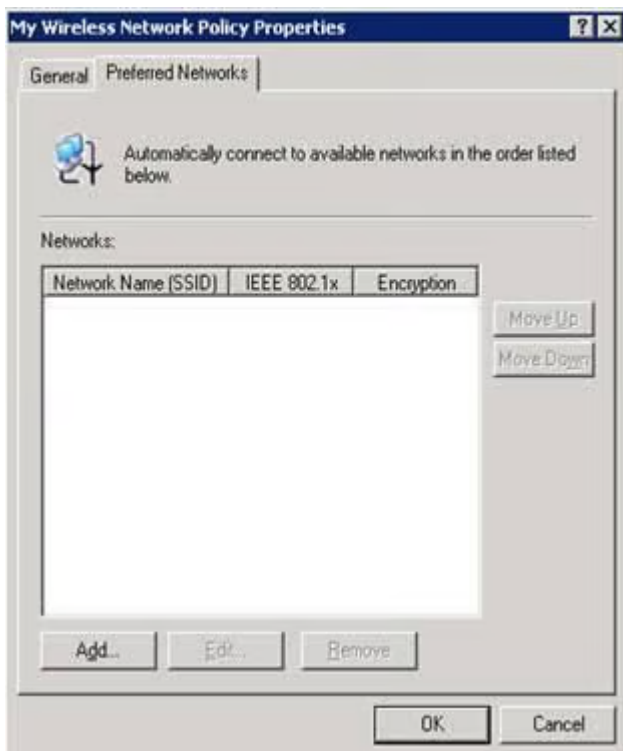 My Wireless Network Policy Properties
General Preferred Networks
Automatically connect to available networks in the order listed
below.
Networks:
Network Name (SSID) IEEE 802.1x Encryption
Move Up
Move Down
Add... Edit... Remove
OK Cancel